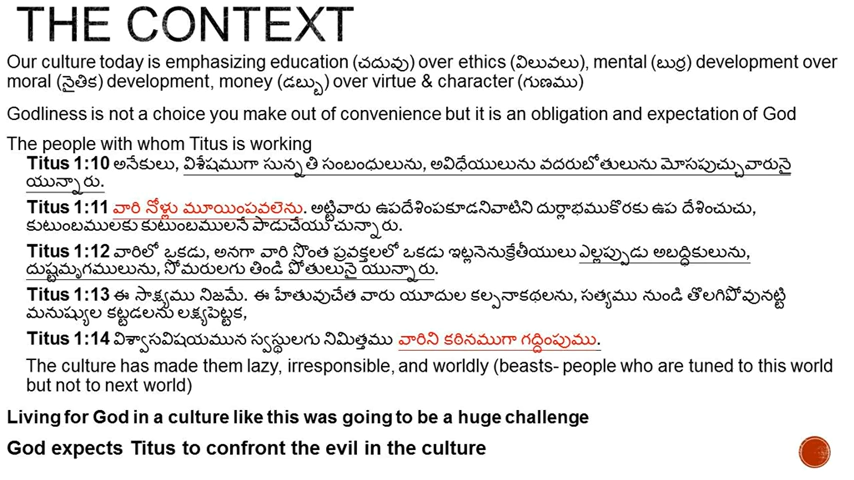 THE CONTEXT
Our culture today is emphasizing education (చదువు) over ethics (విలువలు), mental (బుర్ర) development over
moral (నైతిక) development, money (డబ్బు) over virtue & character (గుణము)
Godliness is not a choice you make out of convenience but it is an obligation and expectation of God
The people with whom Titus is working
Titus 1:10 అనేకులు, విశేషముగా సున్నతి సంబంధులును, అవిధేయులును వదరుబోతులును మోసపుచ్చువారునై
యున్నారు.
Titus 1:11 వారి నోళ్లు మూయింపవలెను. అట్టివారు ఉపదేశింపకూడనివాటిని దుర్లాభముకొరకు ఉప దేశించుచు,
కుటుంబములకు కుటుంబములనే పాడుచేయు చున్నారు.
Titus 1:12 వారిలో ఒకడు, అనగా వారి సొంత ప్రవక్తలలో ఒకడు ఇట్లనెనుక్రేతీయులు ఎల్లప్పుడు అబద్ధికులును,
దుష్టమృగములును, సోమరులగు తిండి పోతులునై యున్నారు.
Titus 1:13 ఈ సాక్ష్యము నిజమే. ఈ హేతువుచేత వారు యూదుల కల్పనాకథలను, సత్యము నుండి తొలగిపోవునట్టి
మనుష్యుల కట్టడలను లక్ష్యపెట్టక,
Titus 1:14 విశ్వాసవిషయమున స్వస్థులగు నిమిత్తము వారిని కఠినముగా గద్దింపుము.
The culture has made them lazy, irresponsible, and worldly (beasts- people who are tuned to this world
but not to next world)
Living for God in a culture like this was going to be a huge challenge
God expects Titus to confront the evil in the culture